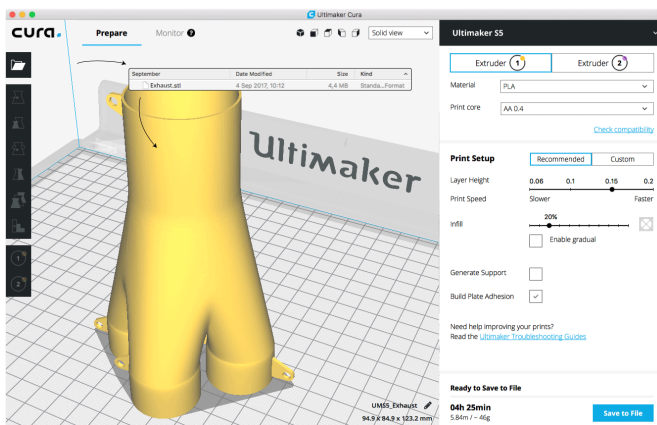 Ultimaker Cura
cura.
Prepare
Monitor ?
Solid view
September Date Modified Size Kind
Exhaust.stl 4 Sep 2017, 10:12 4,4 MB Standa...Format
Ultimaker
1
2
UMS5_Exhaust
94.9 x 84.9 x 123.2 mm
Ultimaker S5
Extruder 1 Extruder 2
Material PLA
Print core AA 0.4
Check compatibility
Print Setup Recommended Custom
Layer Height 0.06 0.1 0.15 0.2
Print Speed Slower Faster
20%
Infill
Enable gradual
Generate Support
Build Plate Adhesion
Need help improving your prints?
Read the Ultimaker Troubleshooting Guides
Ready to Save to File
04h 25min
5.84m / ~ 46g
Save to File